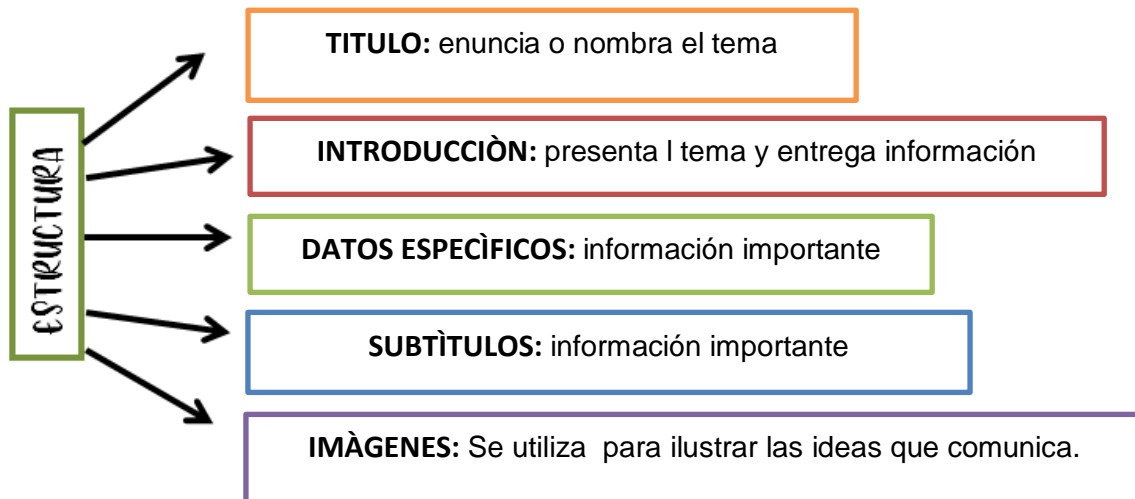 ESTRUCTURA
TITULO: enuncia o nombra el tema
INTRODUCCIÒN: presenta l tema y entrega información
DATOS ESPECÌFICOS: información importante
SUBTÌTULOS: información importante
IMÀGENES: Se utiliza  para ilustrar las ideas que comunica.